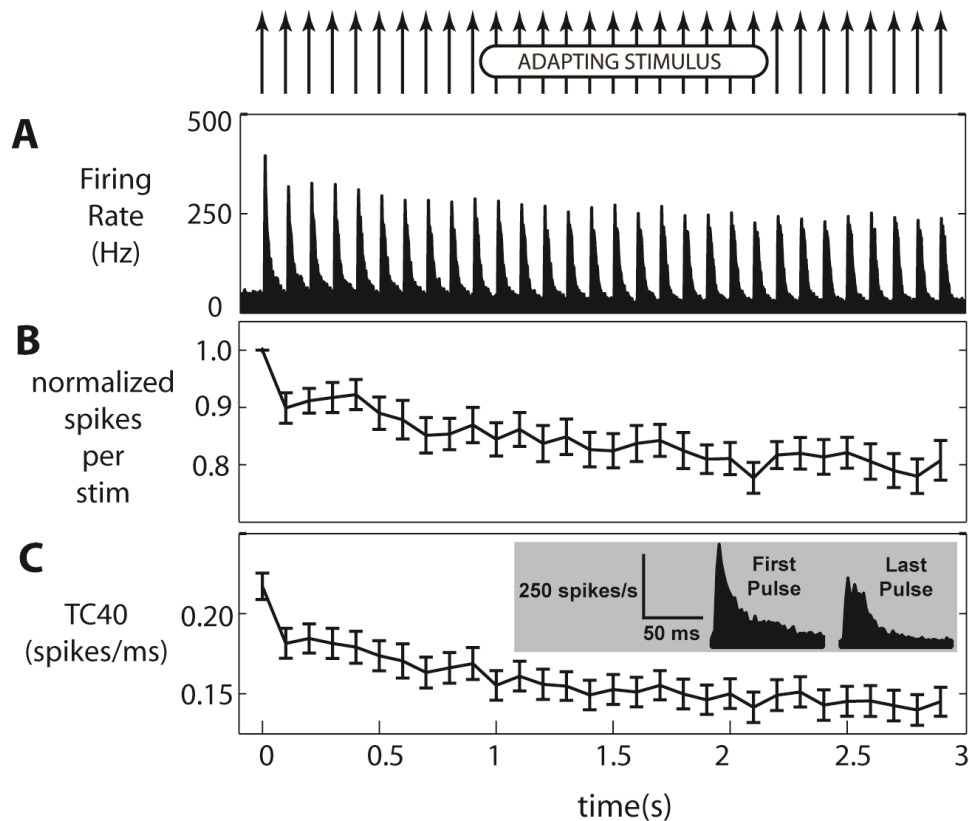 ADAPTING STIMULUS
A
Firing
Rate
(Hz)
500
250
0
B
normalized
spikes
per
stim
1.0
0.9
0.8
C
TC40
(spikes/ms)
0.20
0.15
250 spikes/s
50 ms
First
Pulse
Last
Pulse
0 0.5 1 1.5 2 2.5 3
time(s)